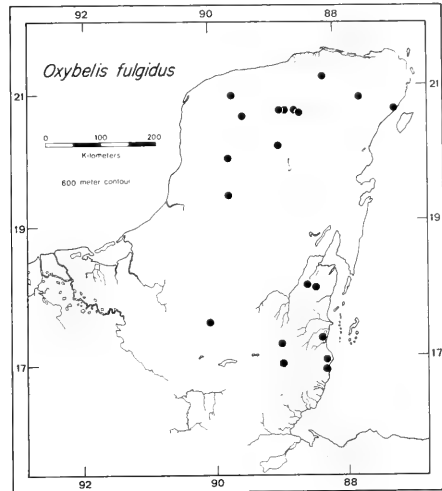 90 88
Oxybelis fulgidus
21 21
0 100 200
Kilometers
600 meter contour
19 19
17 17
92 90 88